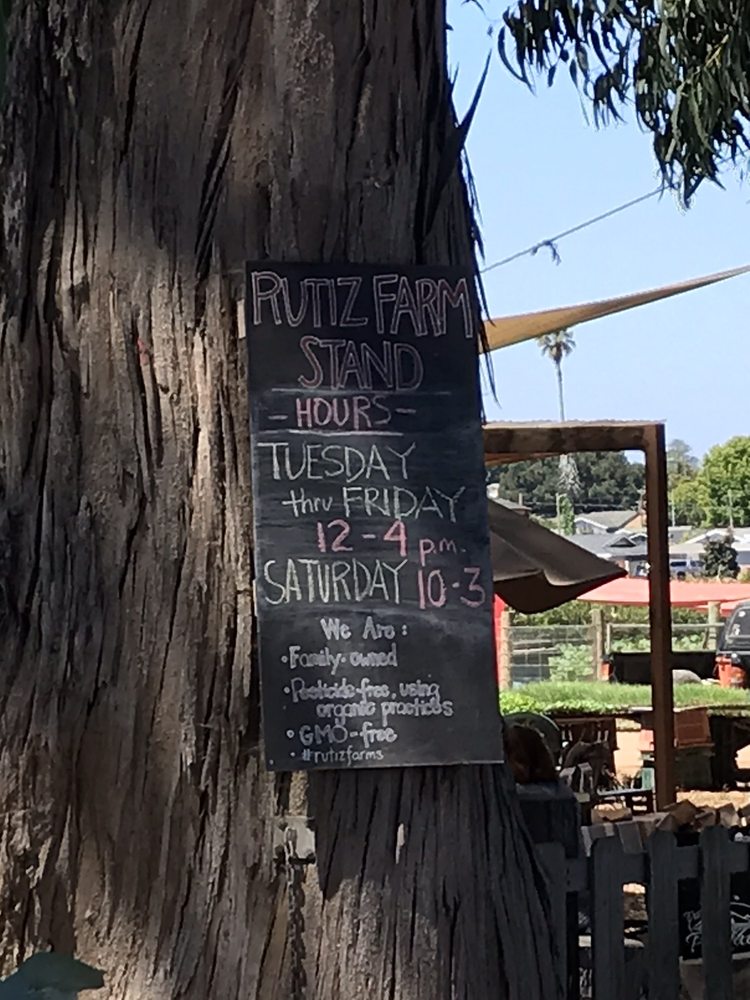 RUTIZ FARM
STAND
- HOURS -
TUESDAY
thru FRIDAY
12-4 p.m.
SATURDAY 10-3
We Are:
• Family-owned
• Pesticide-free, using
organic practices
• GMO-free
• #rutizfarms